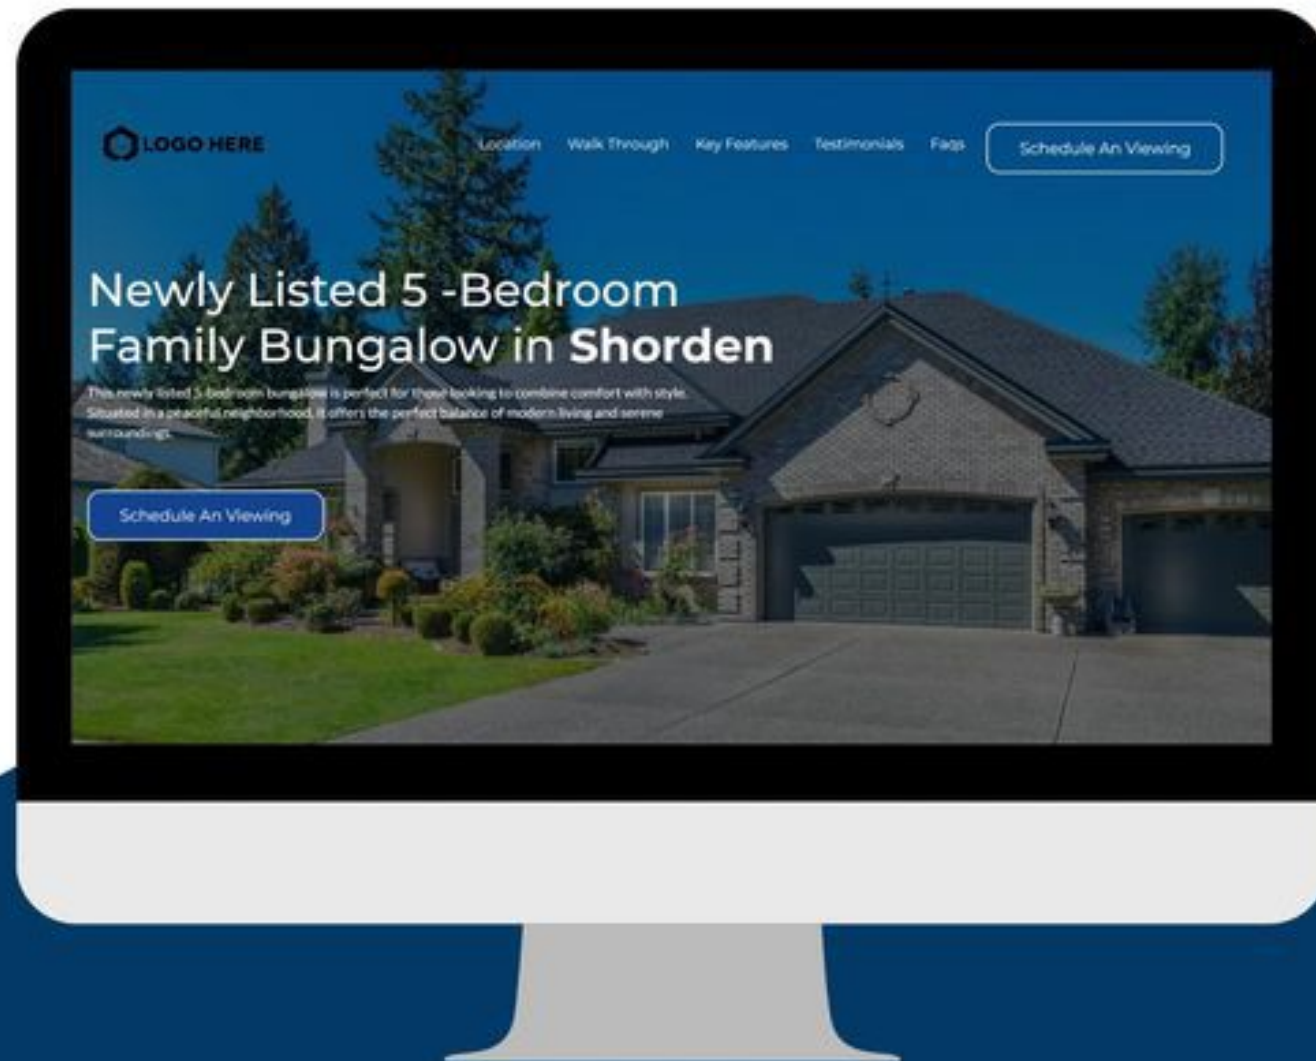 LOGO HERE
Location
Walk Through
Key Features
Testimonials
Faqs
Schedule An Viewing
Newly Listed 5 -Bedroom
Family Bungalow in Shorden
This newly listed 5-bedroom bungalow is perfect for those looking to combine comfort with style.
Situated in a peaceful neighborhood, it offers the perfect balance of modern living and serene
surroundings.
Schedule An Viewing